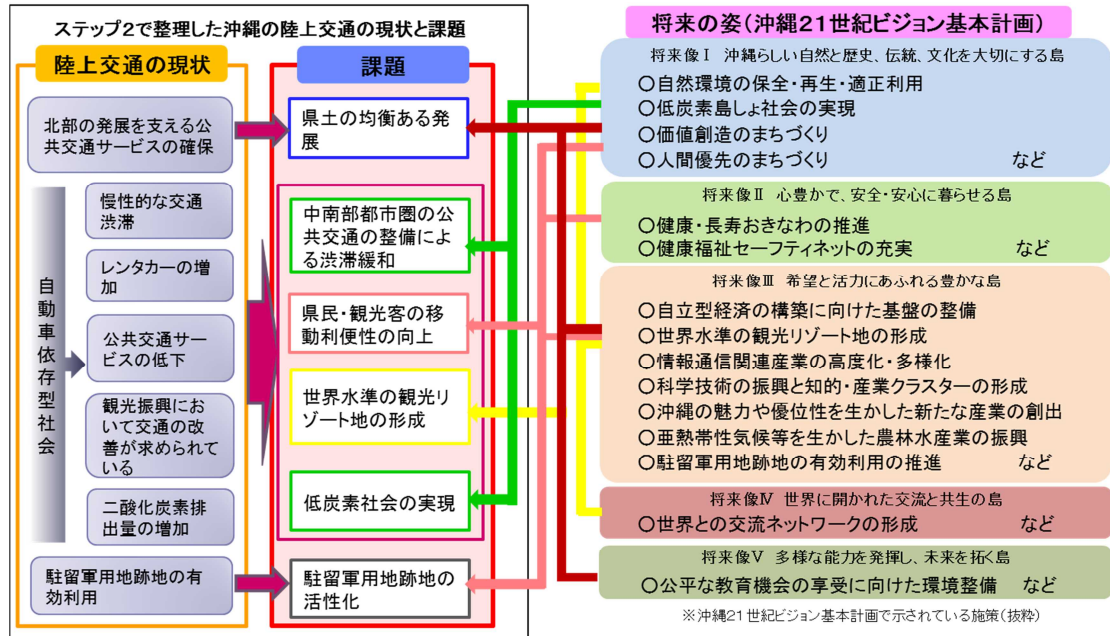 ステップ2で整理した沖縄の陸上交通の現状と課題
陸上交通の現状
北部の発展を支える公
共交通サービスの確保
自動車依存型社会
慢性的な交通
渋滞
レンタカーの増
加
公共交通サー
ビスの低下
観光振興におい
て交通の改
善が求められて
いる
二酸化炭素排
出量の増加
駐留軍用地跡地の有
効利用
課題
県土の均衡ある発
展
中南部都市圏の公
共交通の整備によ
る渋滞緩和
県民・観光客の移
動利便性の向上
世界水準の観光リ
ゾート地の形成
低炭素社会の実現
駐留軍用地跡地の
活性化
将来の姿(沖縄21世紀ビジョン基本計画)
将来像Ⅰ 沖縄らしい自然と歴史、伝統、文化を大切にする島
○自然環境の保全・再生・適正利用
○低炭素島しょ社会の実現
○価値創造のまちづくり
○人間優先のまちづくり など
将来像Ⅱ 心豊かで、安全・安心に暮らせる島
○健康・長寿おきなわの推進
○健康福祉セーフティネットの充実 など
将来像Ⅲ 希望と活力にあふれる豊かな島
○自立型経済の構築に向けた基盤の整備
○世界水準の観光リゾート地の形成
○情報通信関連産業の高度化・多様化
○科学技術の振興と知的・産業クラスターの形成
○沖縄の魅力や優位性を生かした新たな産業の創出
○亜熱帯性気候等を生かした農林水産業の振興
○駐留軍用地跡地の有効利用の推進 など
将来像Ⅳ 世界に開かれた交流と共生の島
○世界との交流ネットワークの形成 など
将来像Ⅴ 多様な能力を発揮し、未来を拓く島
○公平な教育機会の享受に向けた環境整備 など
※沖縄21世紀ビジョン基本計画で示されている施策(抜粋)